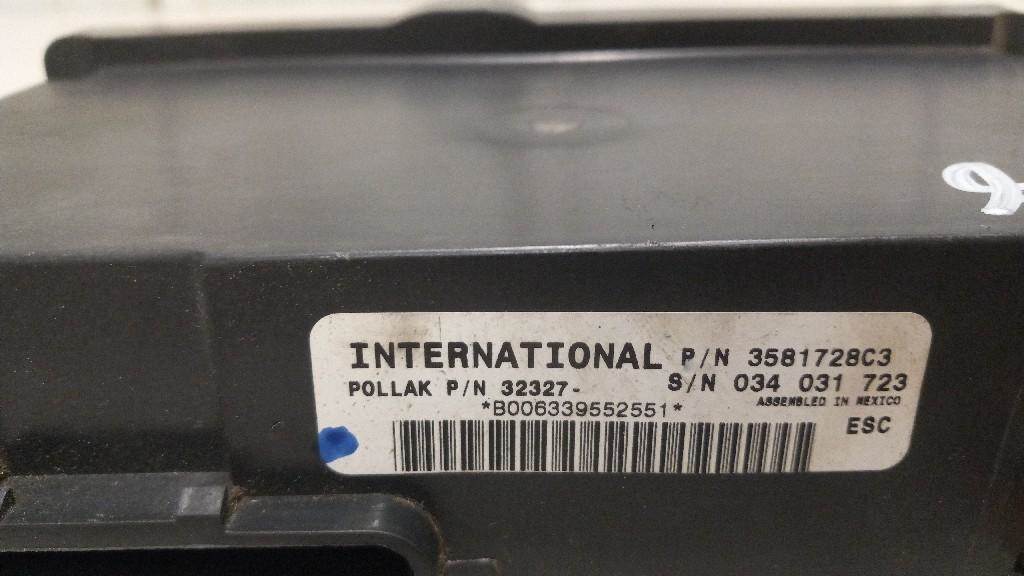 INTERNATIONAL P/N 3581728C3
POLLAK P/N 32327- S/N 034 031 723
ASSEMBLED IN MEXICO
*B006339552551*
ESC